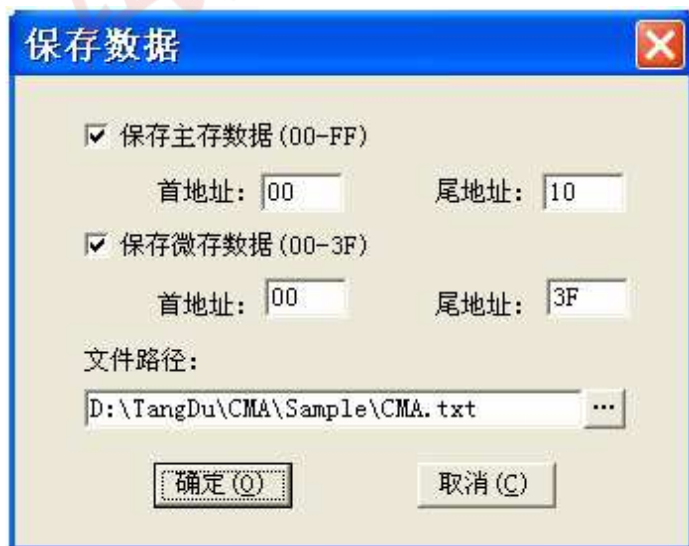 保存数据
保存主存数据(00-FF)
首地址： 00 尾地址： 10
保存微存数据(00-3F)
首地址： 00 尾地址： 3F
文件路径：
D:\TangDu\CMA\Sample\CMA.txt ...
确定(O) 取消(C)